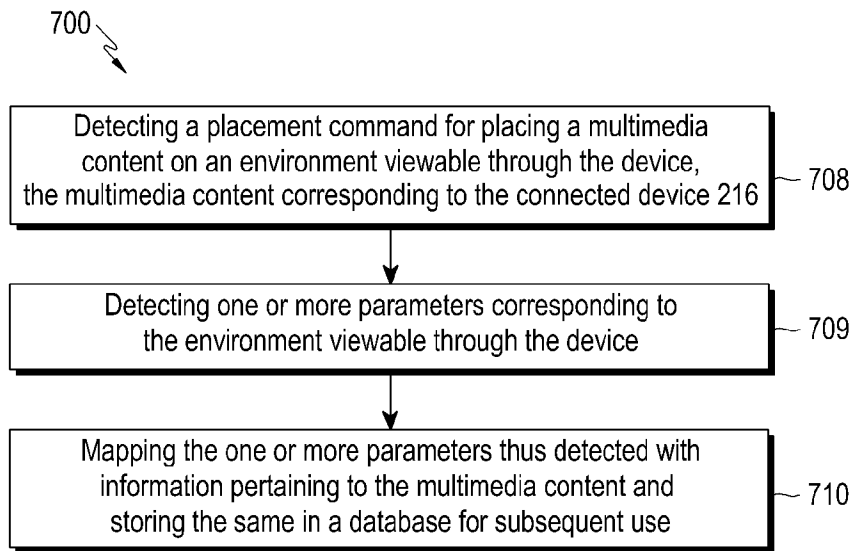 700
Detecting a placement command for placing a multimedia
content on an environment viewable through the device,
the multimedia content corresponding to the connected device 216
708
Detecting one or more parameters corresponding to
the environment viewable through the device
709
Mapping the one or more parameters thus detected with
information pertaining to the multimedia content and
storing the same in a database for subsequent use
710